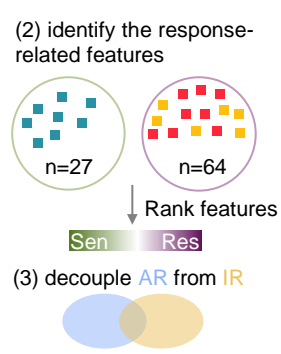 (2) identify the response-
related features
n=27
n=64
Rank features
Sen
Res
(3) decouple AR from IR